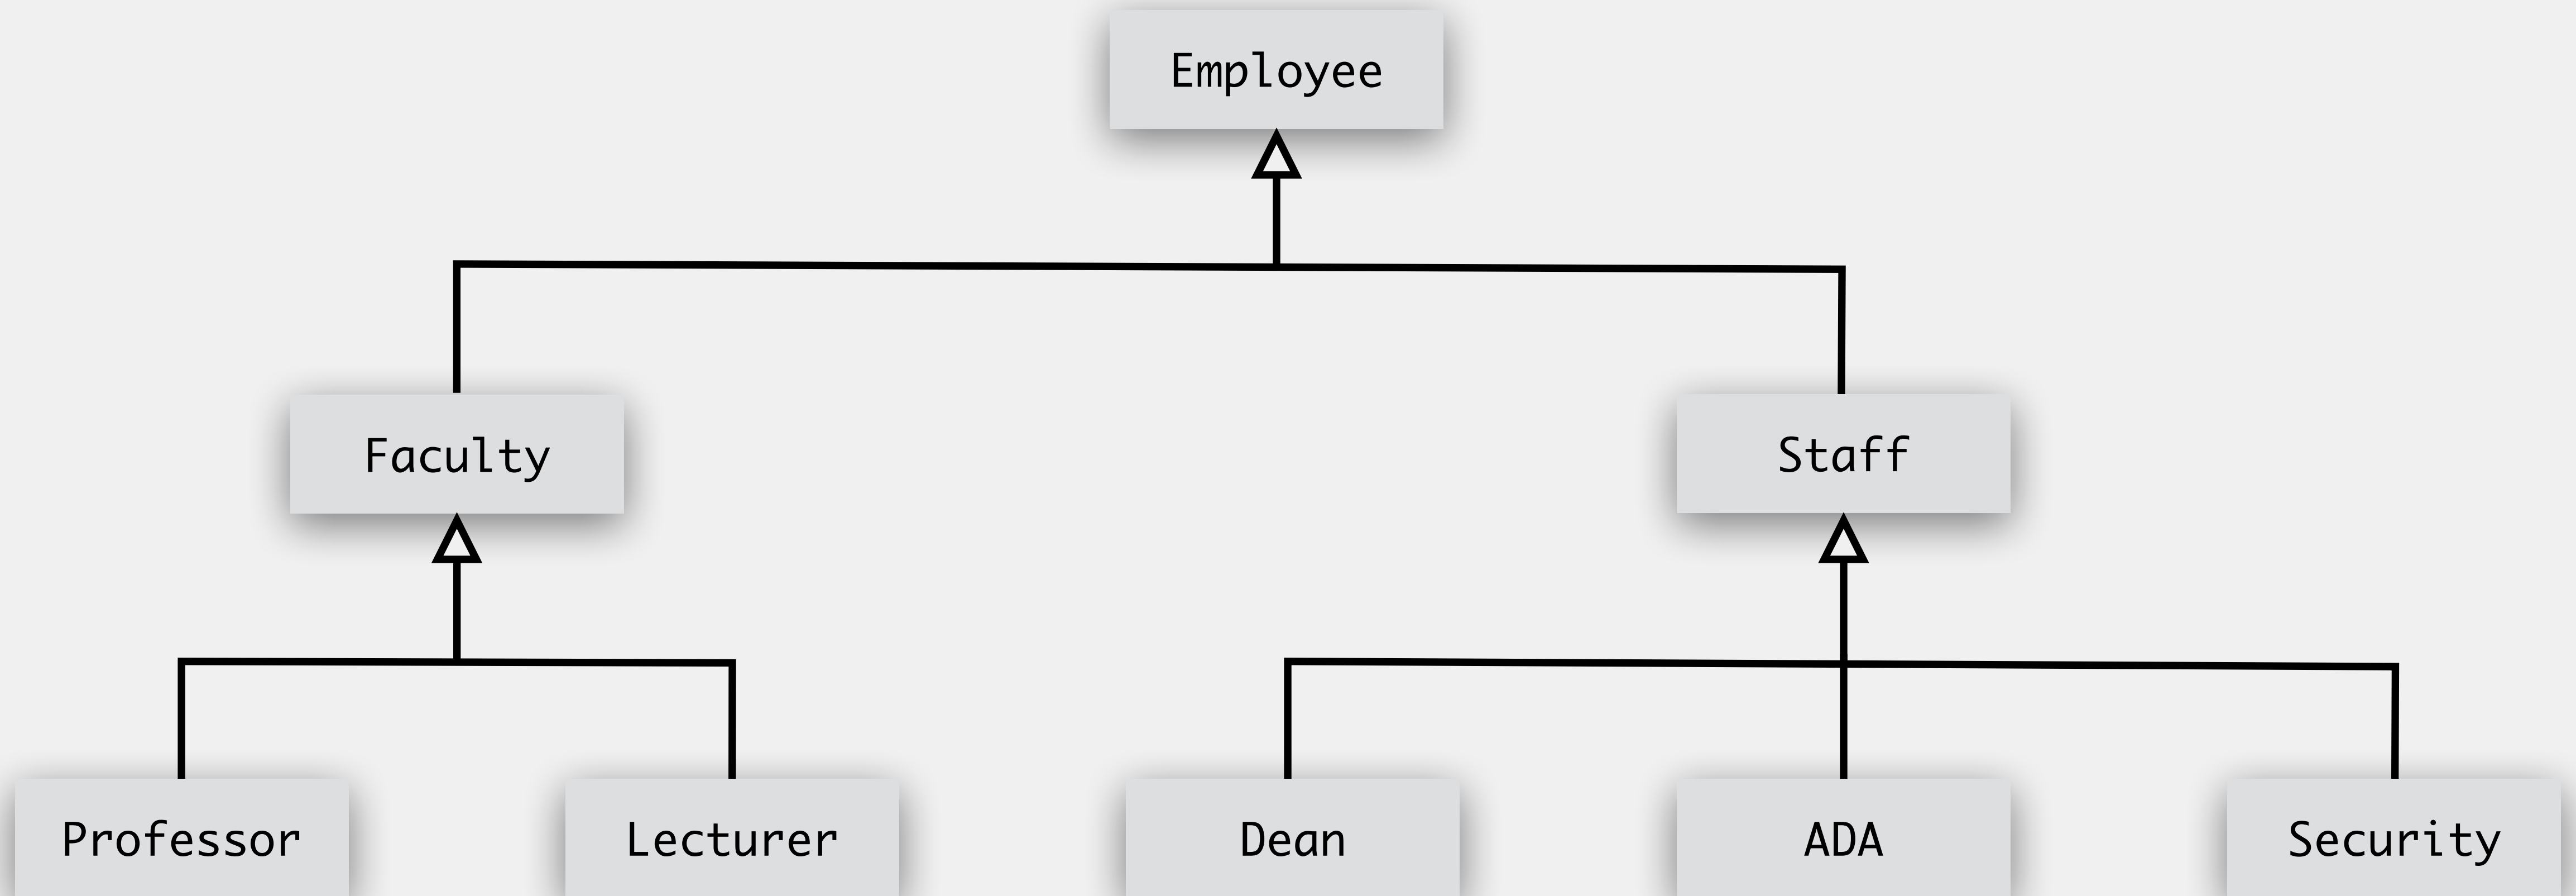 Employee
Faculty
Staff
Professor
Lecturer
Dean
ADA
Security